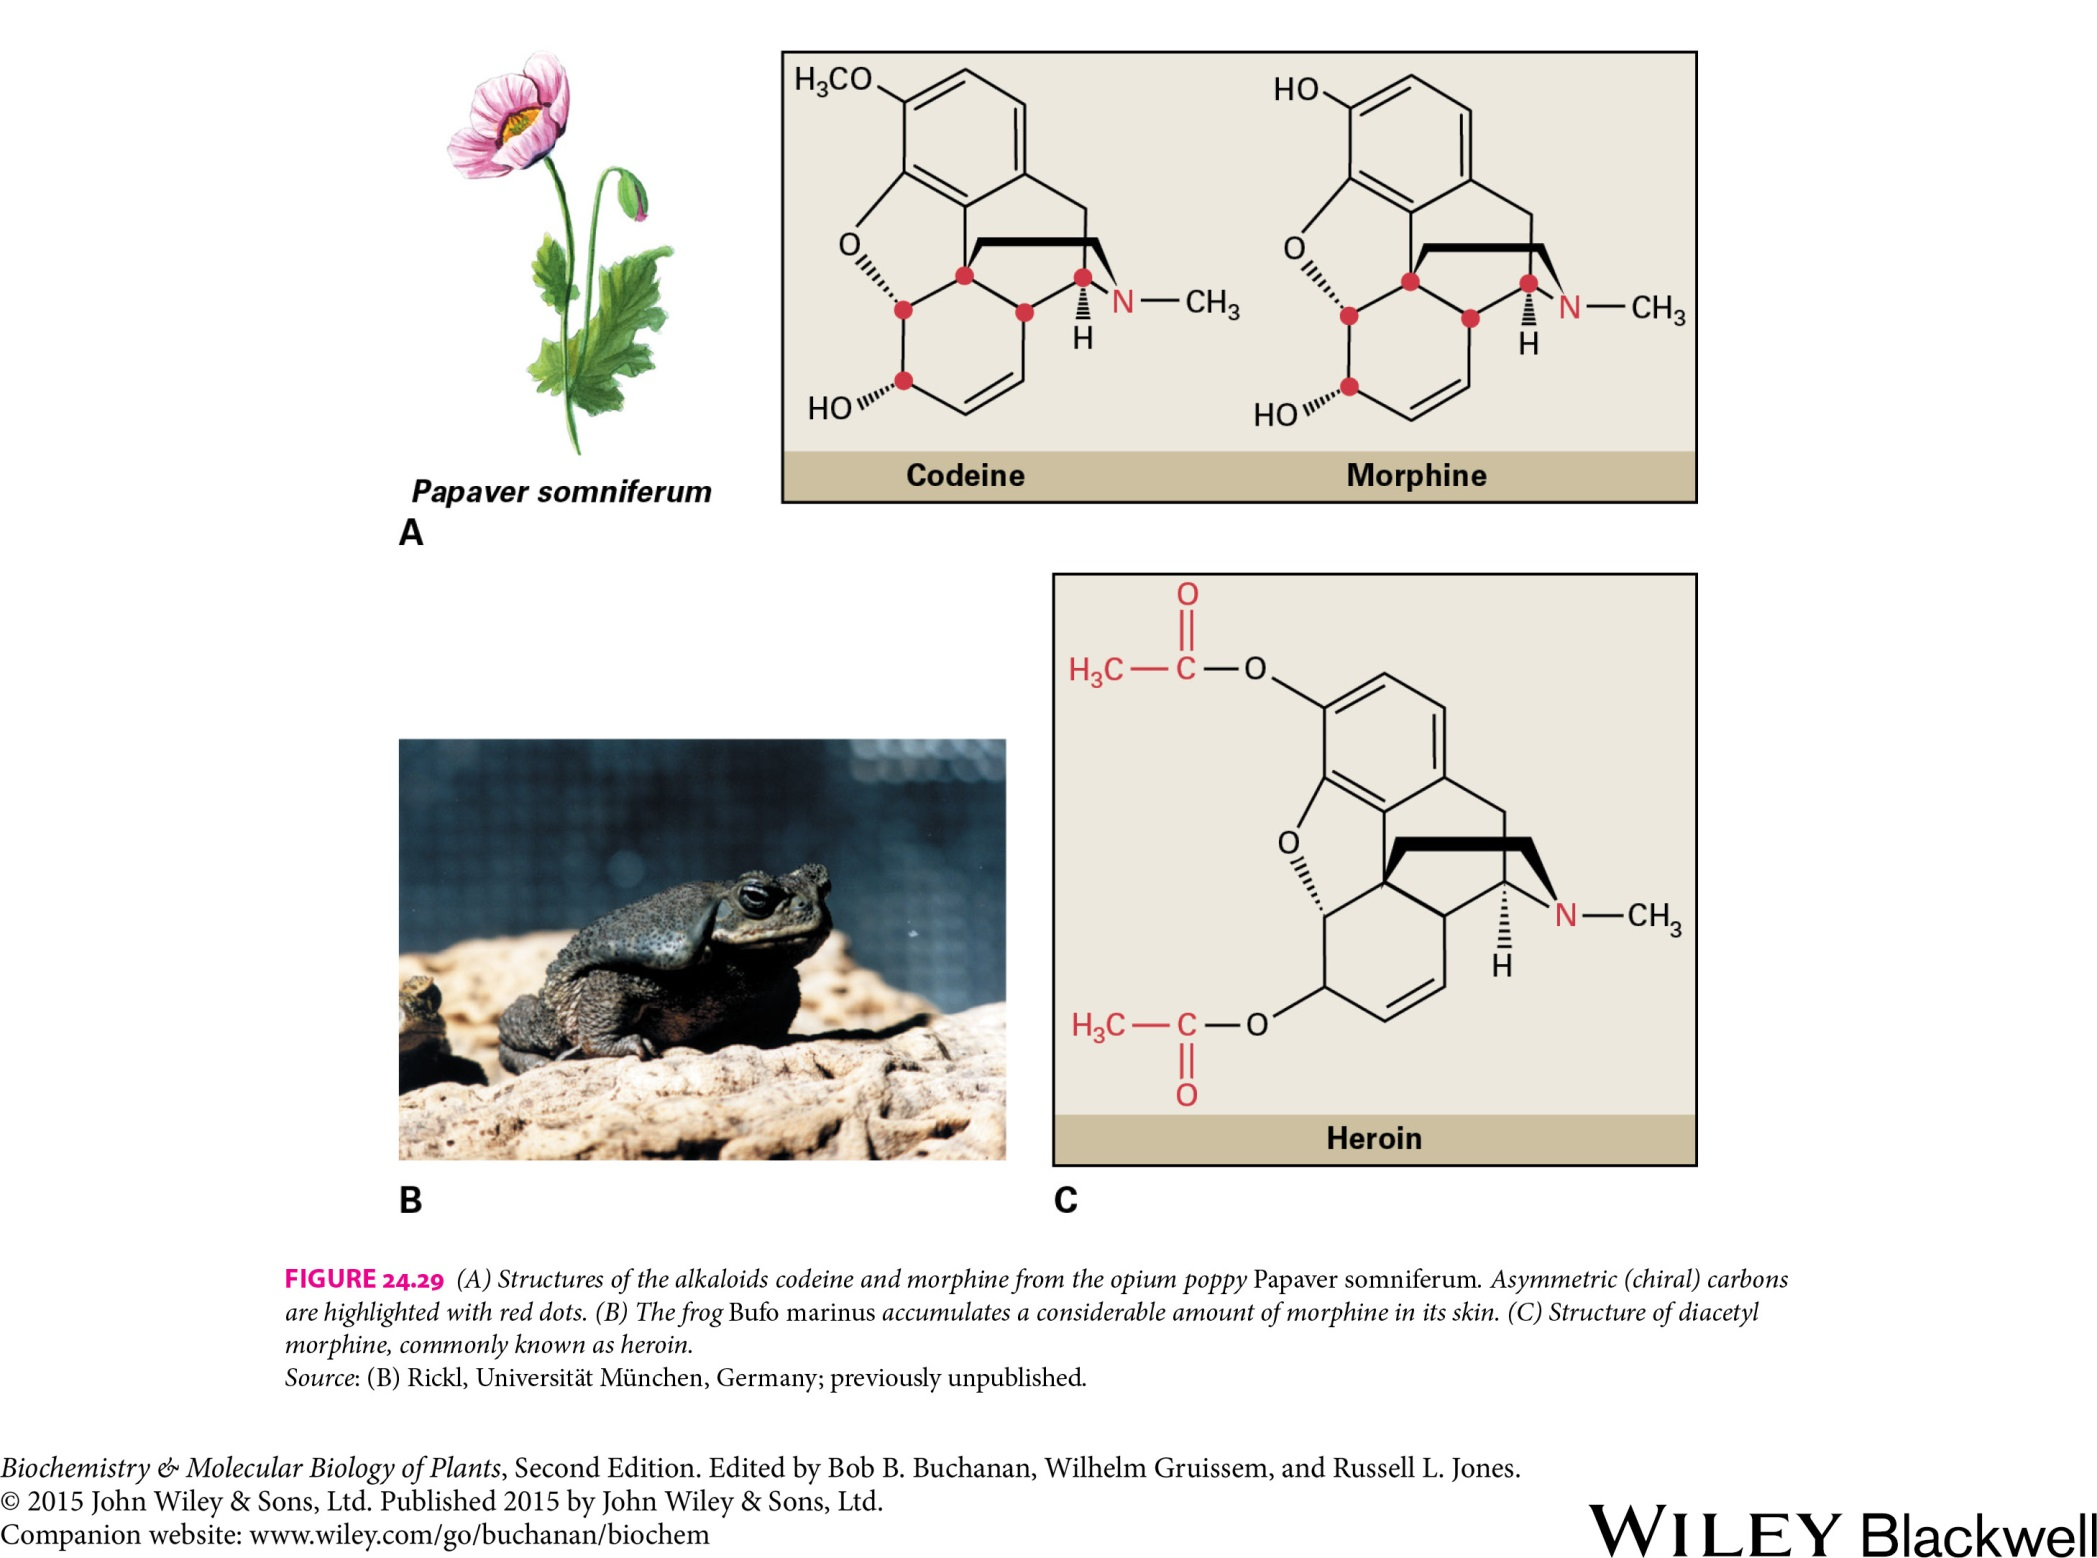 H₃CO
O
HO
H
N
CH₃
Codeine
HO
O
HO
H
N
CH₃
Morphine
Papaver somniferum
A
O
H₃C C O
O
N CH₃
H
H₃C C O
O
Heroin
B
C
FIGURE 24.29 (A) Structures of the alkaloids codeine and morphine from the opium poppy Papaver somniferum. Asymmetric (chiral) carbons
are highlighted with red dots. (B) The frog Bufo marinus accumulates a considerable amount of morphine in its skin. (C) Structure of diacetyl
morphine, commonly known as heroin.
Source: (B) Rickl, Universität München, Germany; previously unpublished.
Biochemistry & Molecular Biology of Plants, Second Edition. Edited by Bob B. Buchanan, Wilhelm Gruissem, and Russell L. Jones.
© 2015 John Wiley & Sons, Ltd. Published 2015 by John Wiley & Sons, Ltd.
Companion website: www.wiley.com/go/buchanan/biochem
WILEY Blackwell